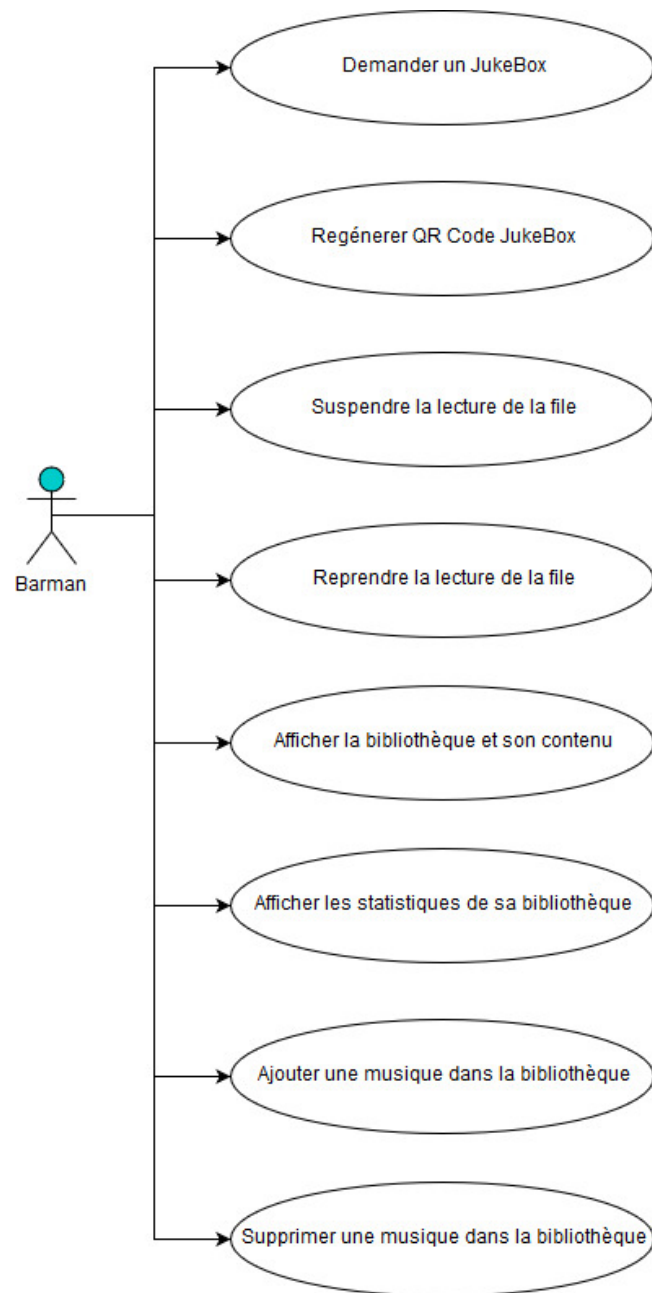 Demander un JukeBox
Regénerer QR Code JukeBox
Suspendre la lecture de la file
Barman
Reprendre la lecture de la file
Afficher la bibliothèque et son contenu
Afficher les statistiques de sa bibliothèque
Ajouter une musique dans la bibliothèque
Supprimer une musique dans la bibliothèque